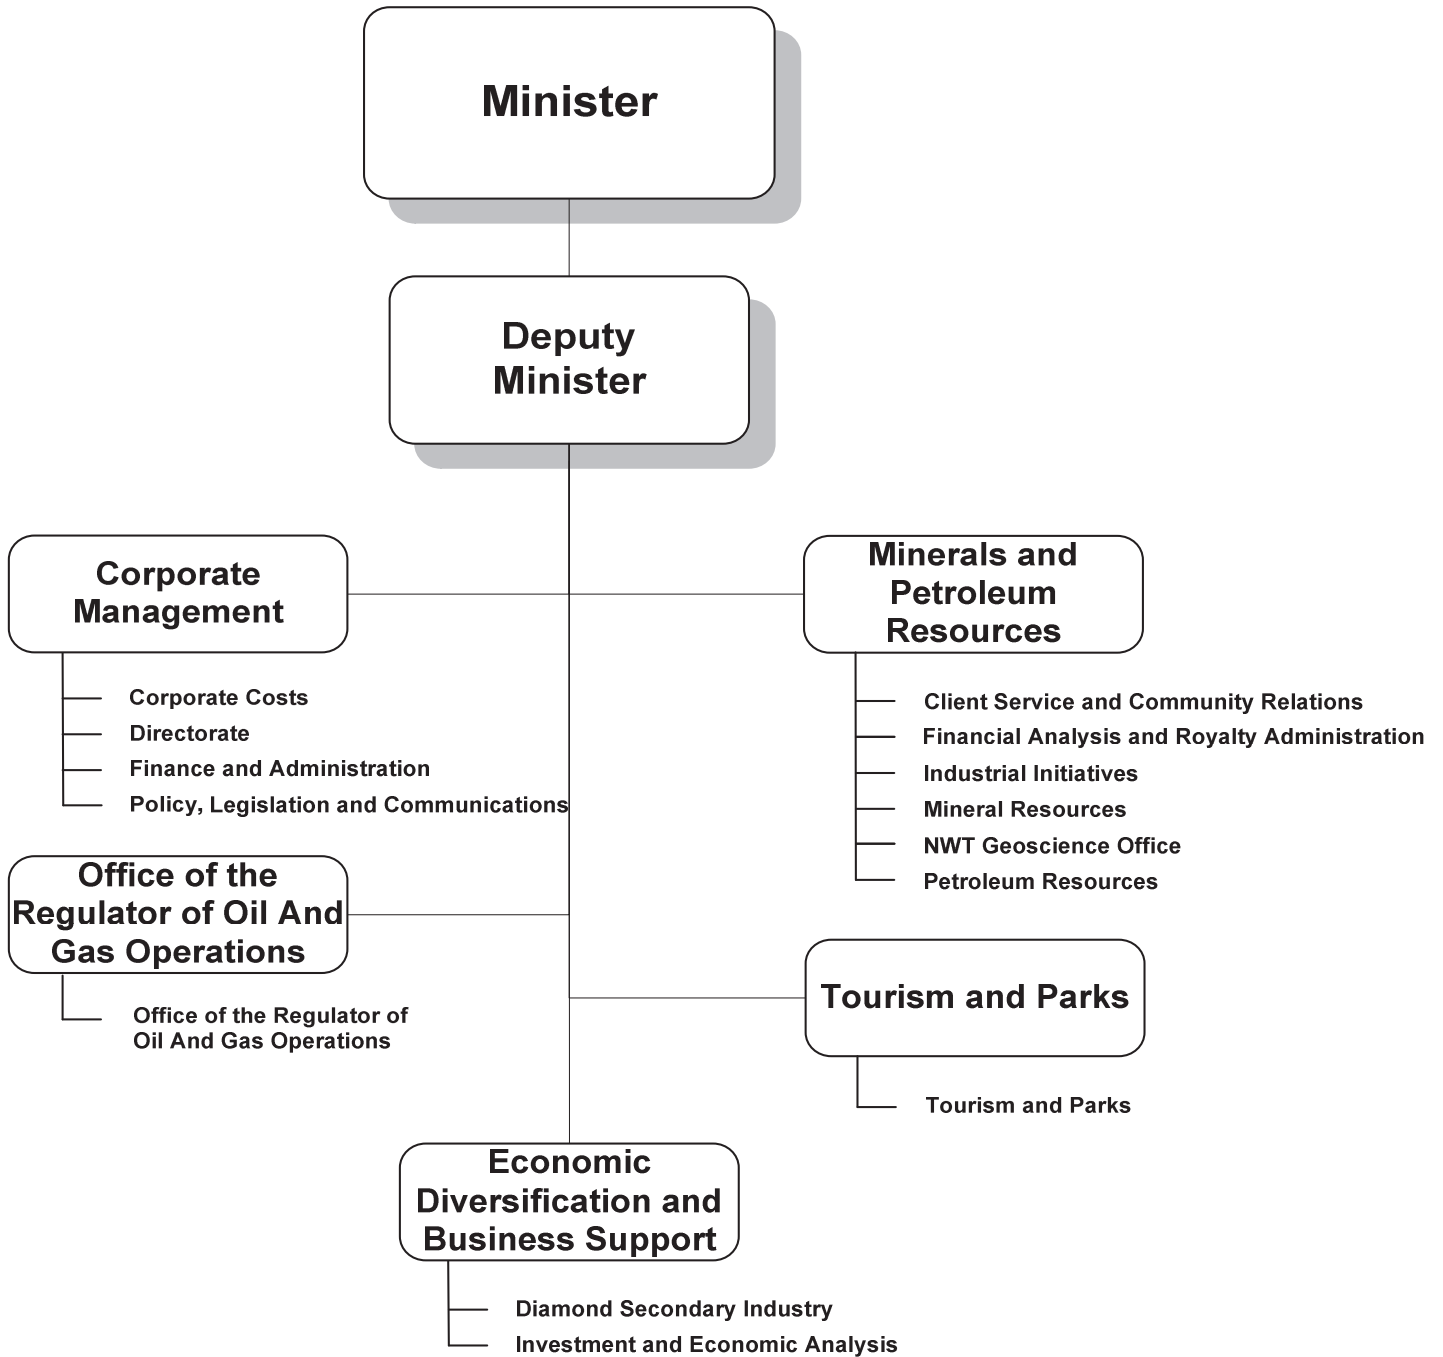 Minister
Deputy
Minister
Corporate
Management
Corporate Costs
Directorate
Finance and Administration
Policy, Legislation and Communications
Minerals and
Petroleum
Resources
Client Service and Community Relations
Financial Analysis and Royalty Administration
Industrial Initiatives
Mineral Resources
NWT Geoscience Office
Petroleum Resources
Office of the
Regulator of Oil And
Gas Operations
Office of the Regulator of
Oil And Gas Operations
Tourism and Parks
Tourism and Parks
Economic
Diversification and
Business Support
Diamond Secondary Industry
Investment and Economic Analysis